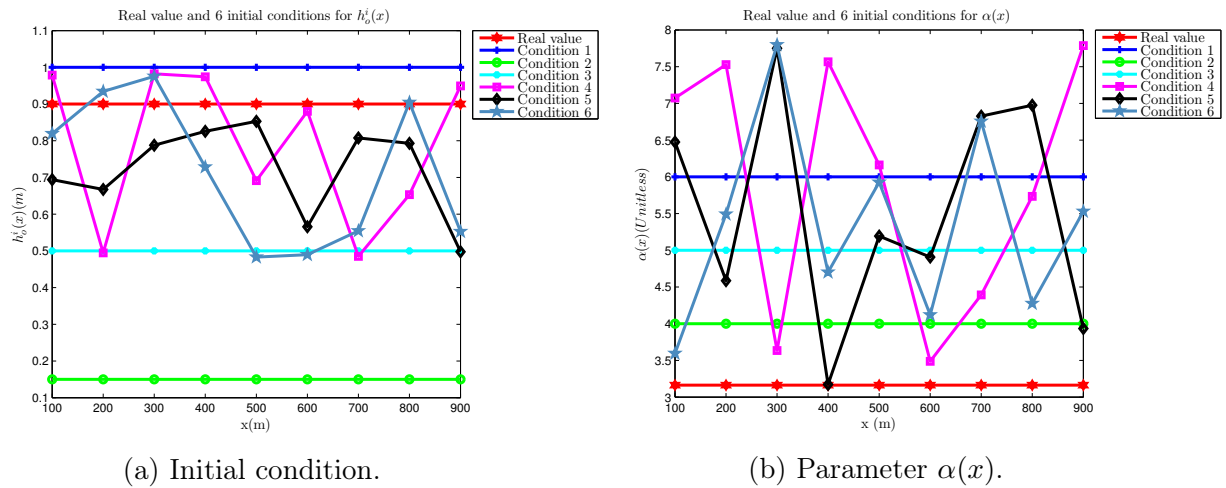 Real value and 6 initial conditions for $h_o^i(x)$
1.1
1
0.9
0.8
0.7
0.6
0.5
0.4
0.3
0.2
0.1
$h_o^i(x)(m)$
100 200 300 400 500 600 700 800 900
x(m)
Real value
Condition 1
Condition 2
Condition 3
Condition 4
Condition 5
Condition 6
(a) Initial condition.
Real value and 6 initial conditions for $\alpha(x)$
8
7.5
7
6.5
6
5.5
5
4.5
4
3.5
3
$\alpha(x)(Unitless)$
100 200 300 400 500 600 700 800 900
x (m)
Real value
Condition 1
Condition 2
Condition 3
Condition 4
Condition 5
Condition 6
(b) Parameter $\alpha(x)$.